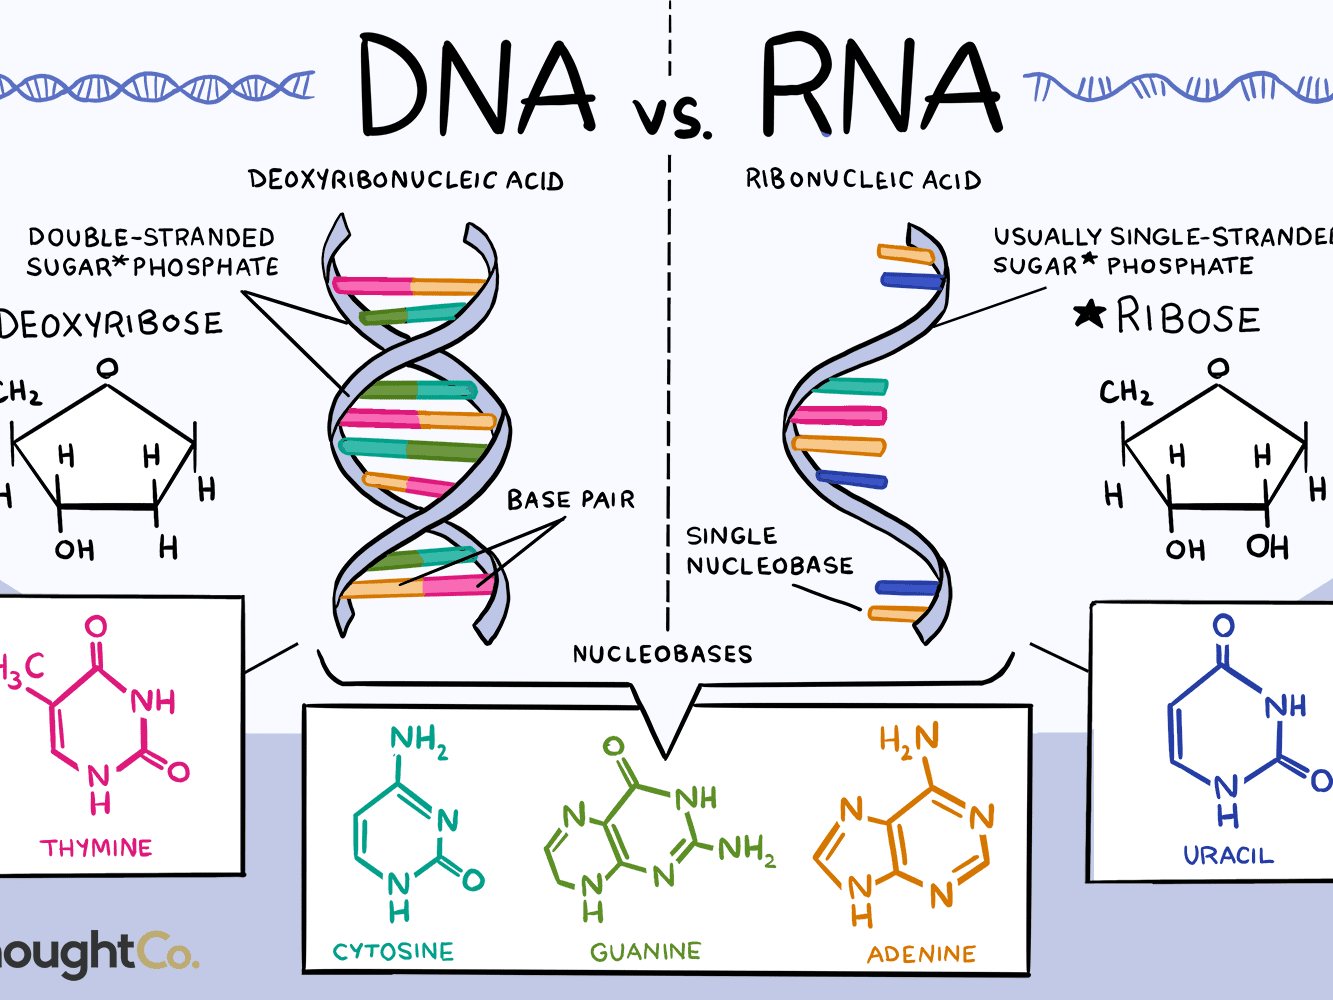 DNA vs. RNA
DEOXYRIBONUCLEIC ACID
RIBONUCLEIC ACID
DOUBLE-STRANDED
SUGAR* PHOSPHATE
DEOXYRIBOSE
O
CH2
H
H
H
H
OH
H
USUALLY SINGLE-STRANDED
SUGAR* PHOSPHATE
★ RIBOSE
O
CH2
H
H
H
H
OH
OH
BASE PAIR
SINGLE
NUCLEOBASE
NUCLEOBASES
O
H3C
NH
N
H
O
THYMINE
NH2
N
N
H
O
CYTOSINE
O
N
NH
N
H
N
NH2
GUANINE
H2N
N
N
N
H
N
ADENINE
O
NH
N
H
O
URACIL
houghtCo.